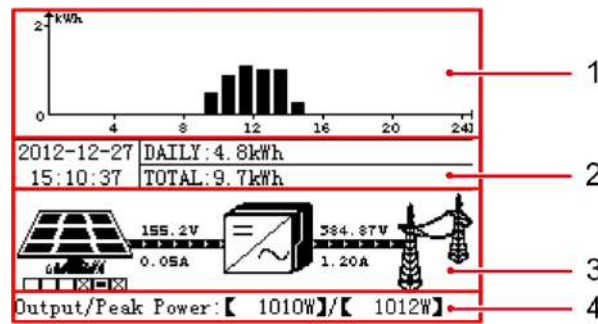 kWh
2
0
4 8 12 16 20 24
1
2012-12-27 DAILY:4.8kWh
15:10:37 TOTAL:9.7kWh
2
155.2V 384.87V
0.05A 1.20A
3
Output/Peak Power:【 1010W】/【 1012W】
4